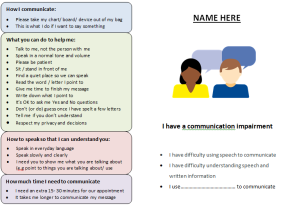 How I communicate:
Please take my chart/ board/ device out of my bag
This is what I do if I want to say something
What you can do to help me:
Talk to me, not the person with me
Speak in a normal tone and volume
Please be patient
Sit / stand in front of me
Find a quiet place so we can speak
Read the word / letter I point to
Give me time to finish my message
Write down what I point to
It's OK to ask me Yes and No questions
Don't (or do) guess once I have spelt a few letters
Tell me if you don't understand
Respect my privacy and decisions
How to speak so that I can understand you:
Speak in everyday language
Speak slowly and clearly
I need you to show me what you are talking about
(e.g point to things you are talking about/ use
How much time I need to communicate
I need an extra 15- 30 minutes for our appointment
It takes me longer to communicate my message
NAME HERE
I have a communication impairment
I have difficulty using speech to communicate
I have difficulty understanding speech and
written information
I use………………………… to communicate